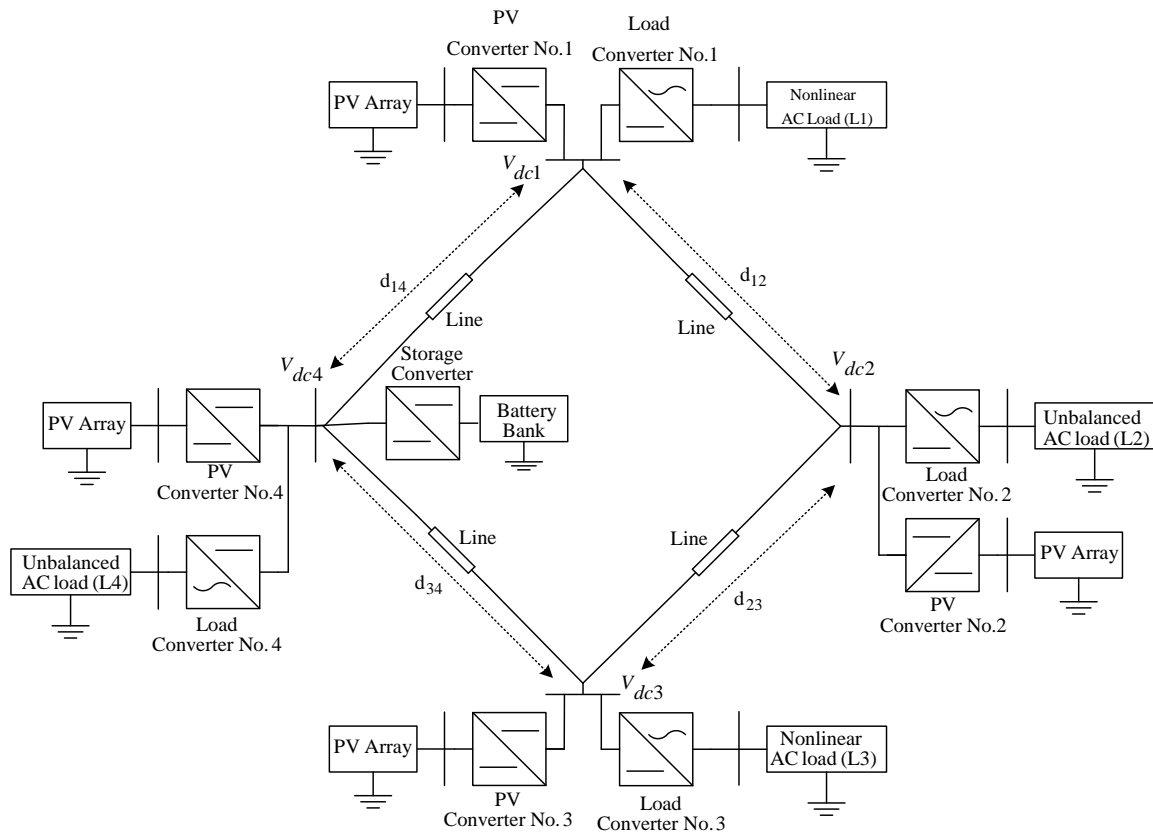 PV
Converter No.1
Load
Converter No.1
PV Array
Nonlinear
AC Load (L1)
Vdc1
d14
d12
Line
Line
Vdc4
Storage
Converter
Vdc2
PV Array
Battery
Bank
Unbalanced
AC load (L2)
PV
Converter No.4
Load
Converter No.2
Line
Line
Unbalanced
AC load (L4)
PV Array
d34
d23
Load
Converter No.4
PV
Converter No.2
Vdc3
PV Array
Nonlinear
AC load (L3)
PV
Converter No.3
Load
Converter No.3